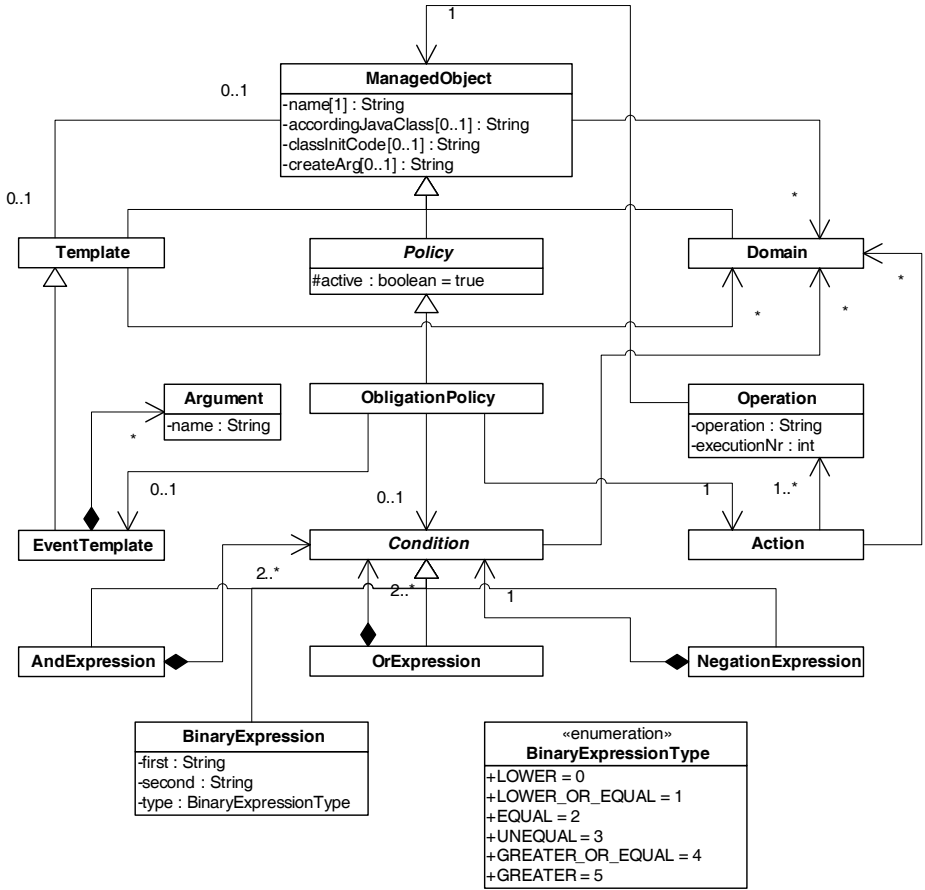 1
ManagedObject
0..1
-name[1] : String
-accordingJavaClass[0..1] : String
-classInitCode[0..1] : String
-createArg[0..1] : String
0..1
*
Template
Policy
Domain
#active : boolean = true
*
*
*
Argument
-name : String
*
ObligationPolicy
Operation
-operation : String
-executionNr : int
0..1
0..1
1
1..*
EventTemplate
Condition
Action
2..*
2..*
1
AndExpression
OrExpression
NegationExpression
BinaryExpression
-first : String
-second : String
-type : BinaryExpressionType
«enumeration»
BinaryExpressionType
+LOWER = 0
+LOWER_OR_EQUAL = 1
+EQUAL = 2
+UNEQUAL = 3
+GREATER_OR_EQUAL = 4
+GREATER = 5